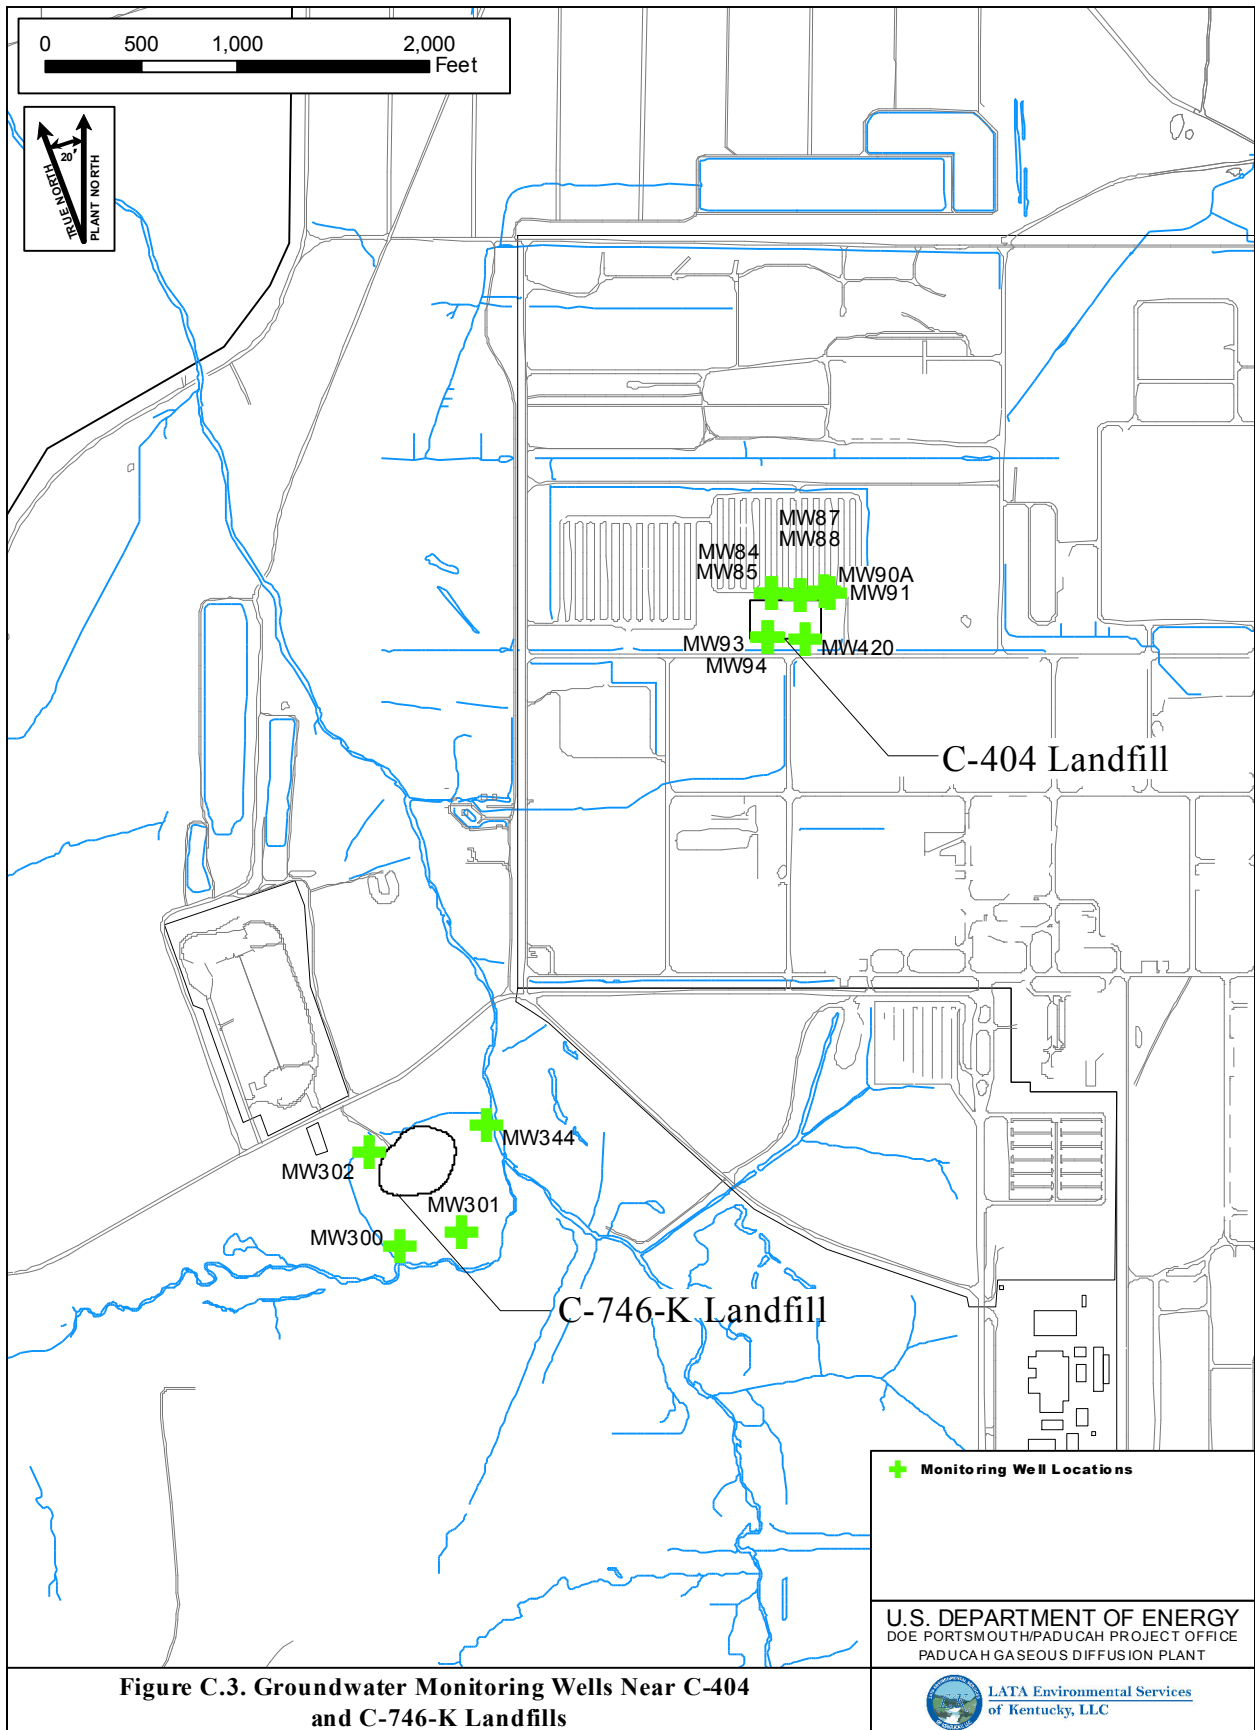 0 500 1,000 2,000
Feet
20°
TRUE NORTH
PLANT NORTH
MW87
MW88
MW84
MW85
MW90A
MW91
MW93
MW94
MW420
C-404 Landfill
MW344
MW302
MW301
MW300
C-746-K Landfill
Monitoring Well Locations
U.S. DEPARTMENT OF ENERGY
DOE PORTSMOUTH/PADUCAH PROJECT OFFICE
PADUCAH GASEOUS DIFFUSION PLANT
Figure C.3. Groundwater Monitoring Wells Near C-404
and C-746-K Landfills
LATA Environmental Services
of Kentucky, LLC